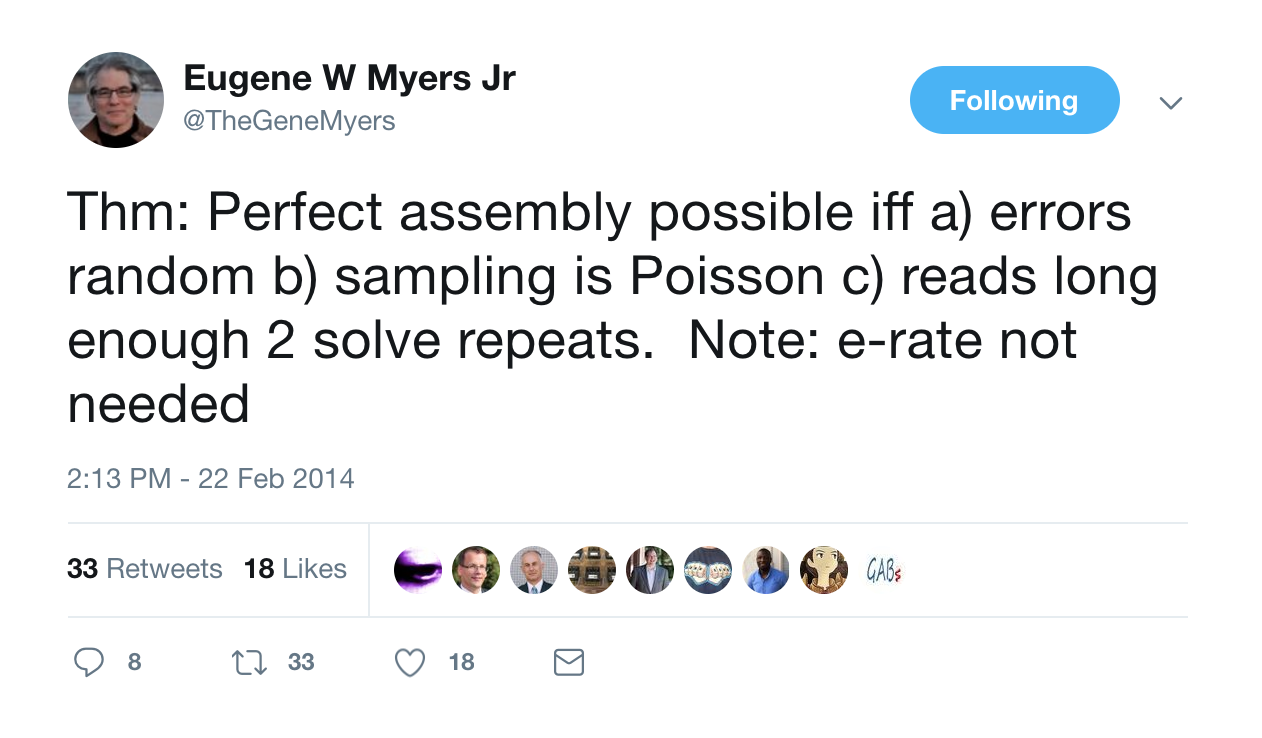 Eugene W Myers Jr
@TheGeneMyers
Following
Thm: Perfect assembly possible iff a) errors
random b) sampling is Poisson c) reads long
enough 2 solve repeats.  Note: e-rate not
needed
2:13 PM - 22 Feb 2014
33 Retweets 18 Likes
GABs
8 33 18